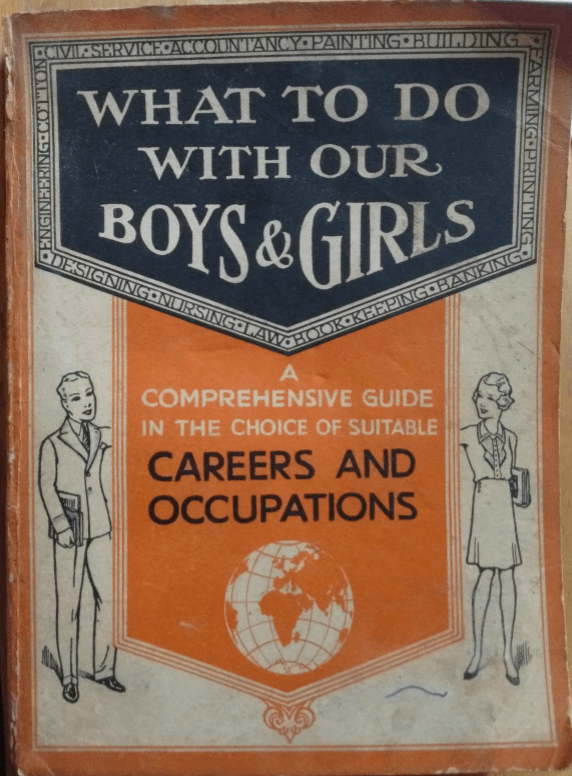 CIVIL·SERVICE·ACCOUNTANCY·PAINTING·BUILDING
FARMING·PRINTING
ENGINEERING·COTTON
DESIGNING·NURSING·LAW·BOOK·KEEPING·BANKING
WHAT TO DO
WITH OUR
BOYS & GIRLS
A
COMPREHENSIVE GUIDE
IN THE CHOICE OF SUITABLE
CAREERS AND
OCCUPATIONS